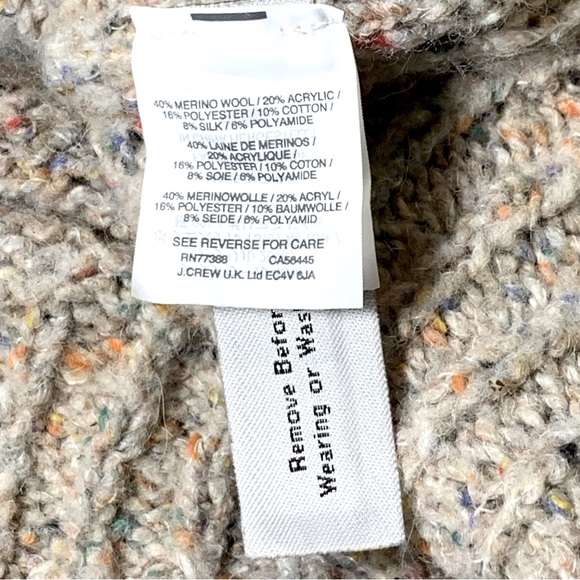 40% MERINO WOOL / 20% ACRYLIC /
16% POLYESTER / 10% COTTON /
8% SILK / 6% POLYAMIDE
40% LAINE DE MERINOS /
20% ACRYLIQUE /
16% POLYESTER / 10% COTON /
8% SOIE / 6% POLYAMIDE
40% MERINOWOLLE / 20% ACRYL /
16% POLYESTER / 10% BAUMWOLLE /
8% SEIDE / 6% POLYAMID
SEE REVERSE FOR CARE
RN77388 CA56445
J.CREW U.K. Ltd EC4V 6JA
Remove Befor
Wearing or Was